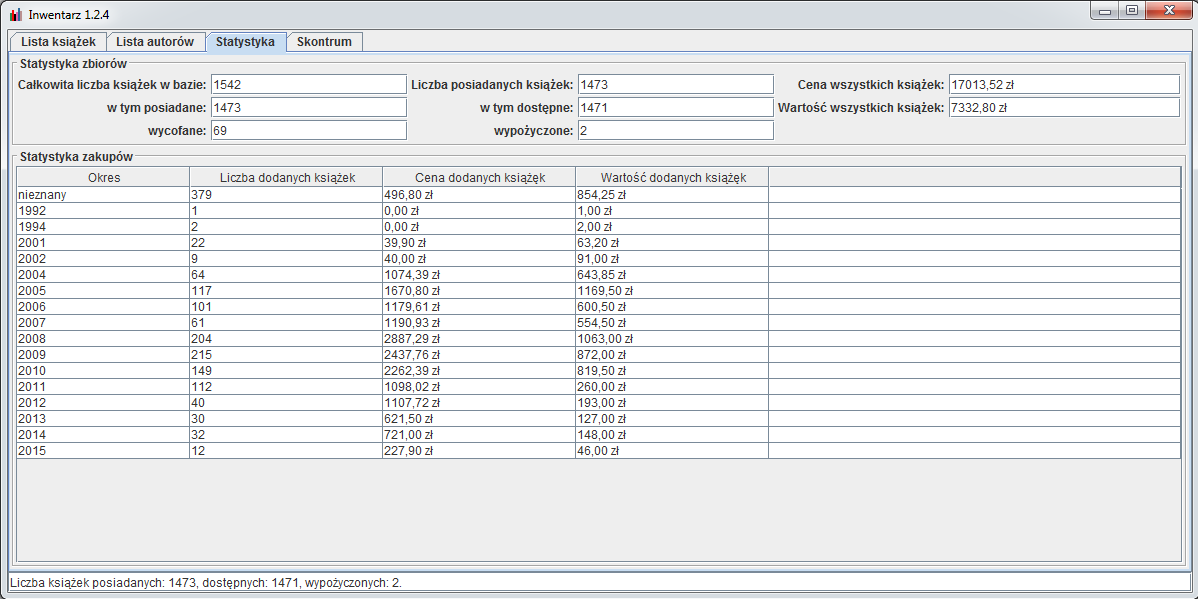 Inwentarz 1.2.4
Lista książek Lista autorów Statystyka Skontrum
Statystyka zbiorów
Całkowita liczba książek w bazie: 1542 Liczba posiadanych książek: 1473 Cena wszystkich książek: 17013,52 zł
w tym posiadane: 1473 w tym dostępne: 1471 Wartość wszystkich książek: 7332,80 zł
wycofane: 69 wypożyczone: 2
Statystyka zakupów
Okres Liczba dodanych książek Cena dodanych książęk Wartość dodanych książęk
nieznany 379 496,80 zł 854,25 zł
1992 1 0,00 zł 1,00 zł
1994 2 0,00 zł 2,00 zł
2001 22 39,90 zł 63,20 zł
2002 9 40,00 zł 91,00 zł
2004 64 1074,39 zł 643,85 zł
2005 117 1670,80 zł 1169,50 zł
2006 101 1179,61 zł 600,50 zł
2007 61 1190,93 zł 554,50 zł
2008 204 2887,29 zł 1063,00 zł
2009 215 2437,76 zł 872,00 zł
2010 149 2262,39 zł 819,50 zł
2011 112 1098,02 zł 260,00 zł
2012 40 1107,72 zł 193,00 zł
2013 30 621,50 zł 127,00 zł
2014 32 721,00 zł 148,00 zł
2015 12 227,90 zł 46,00 zł
Liczba książek posiadanych: 1473, dostępnych: 1471, wypożyczonych: 2.